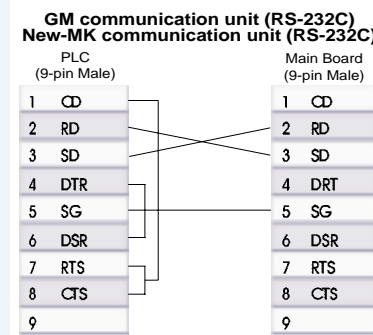 GM communication unit (RS-232C)
New-MK communication unit (RS-232C)
PLC
(9-pin Male)
Main Board
(9-pin Male)
1 CD
2 RD
3 SD
4 DTR
5 SG
6 DSR
7 RTS
8 CTS
9
1 CD
2 RD
3 SD
4 DRT
5 SG
6 DSR
7 RTS
8 CTS
9